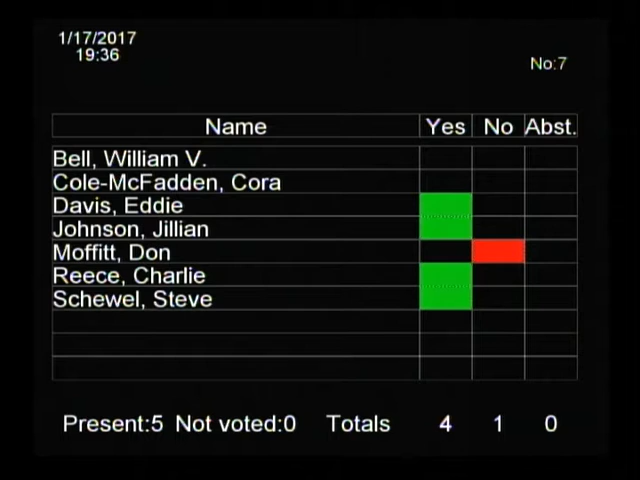 1/17/2017
19:36
No:7
Name Yes No Abst.
Bell, William V.
Cole-McFadden, Cora
Davis, Eddie
Johnson, Jillian
Moffitt, Don
Reece, Charlie
Schewel, Steve
Present:5 Not voted:0 Totals 4 1 0